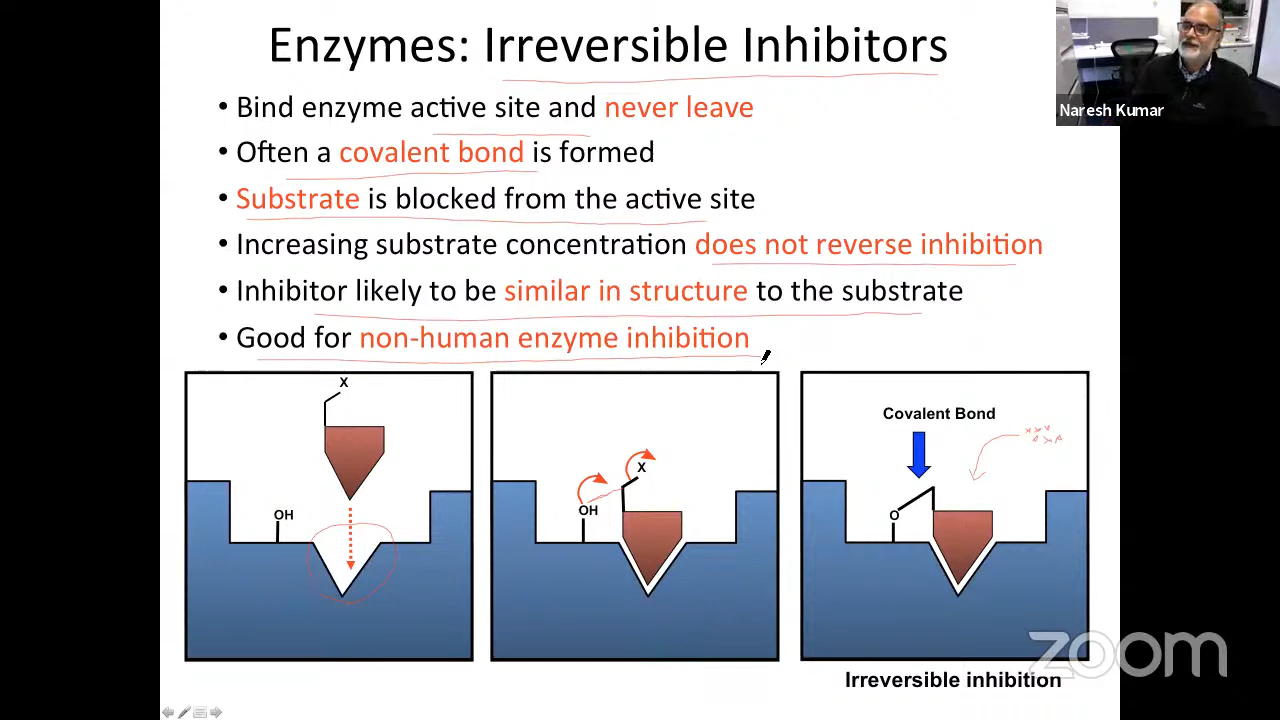 Enzymes: Irreversible Inhibitors
• Bind enzyme active site and never leave
• Often a covalent bond is formed
• Substrate is blocked from the active site
• Increasing substrate concentration does not reverse inhibition
• Inhibitor likely to be similar in structure to the substrate
• Good for non-human enzyme inhibition
Naresh Kumar
X
OH
X
OH
Covalent Bond
O
Irreversible inhibition
zoom